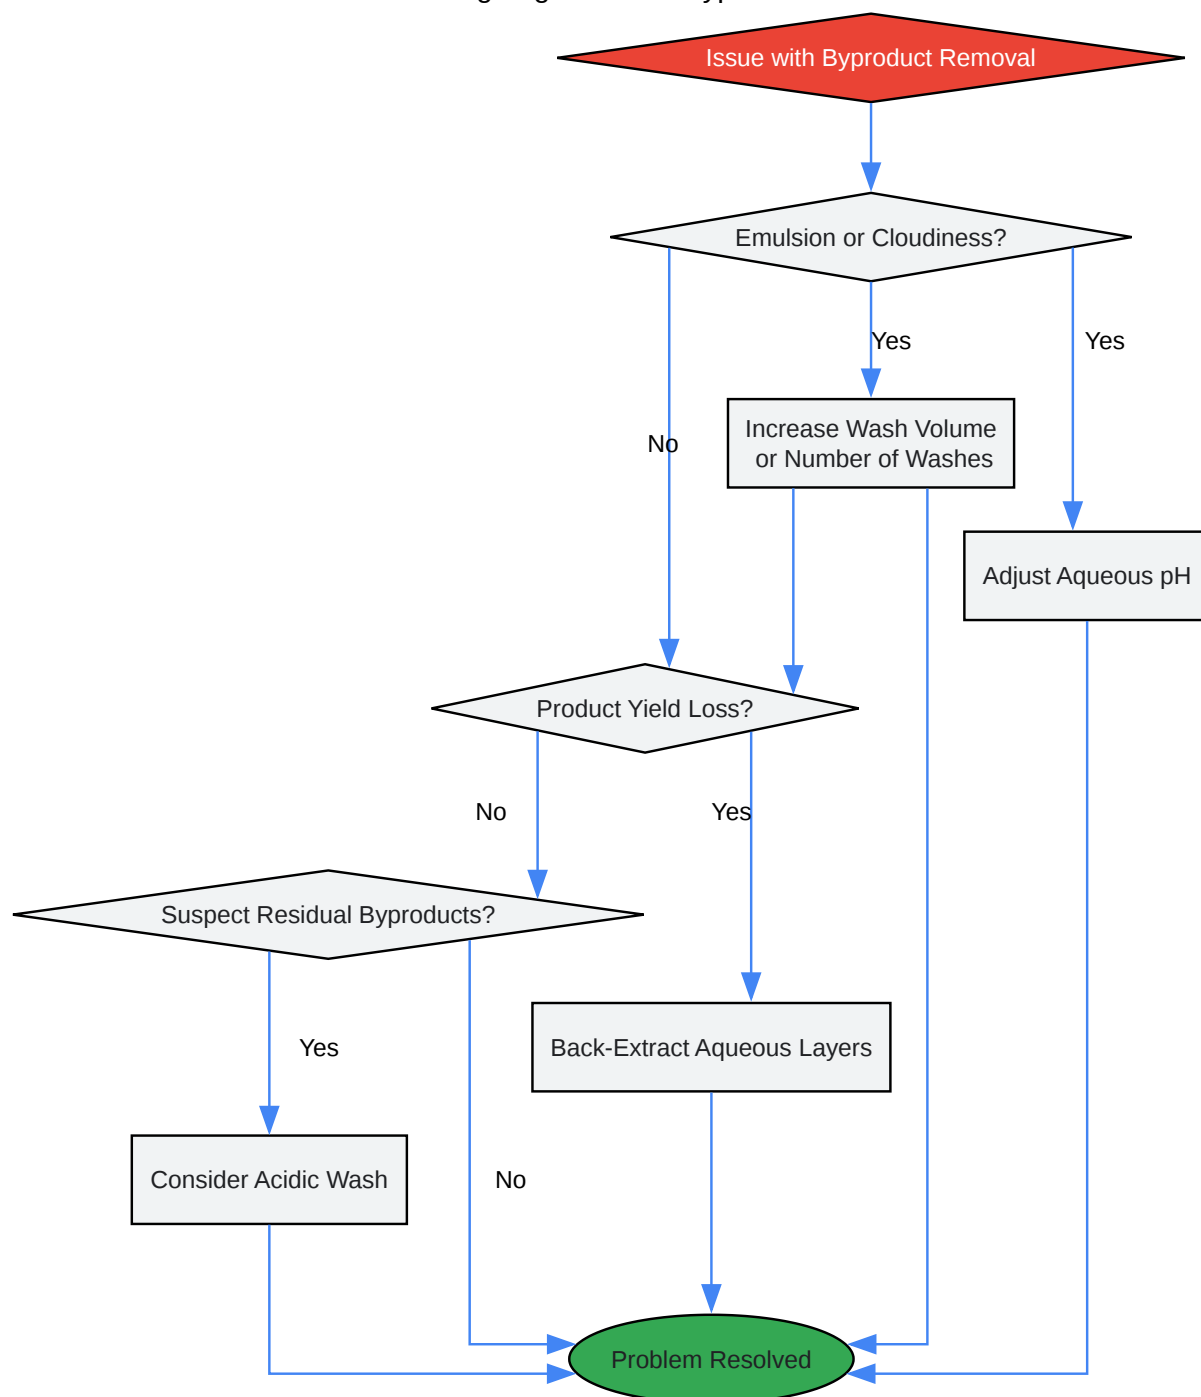 Issue with Byproduct Removal
Emulsion or Cloudiness?
Yes
Yes
No
Increase Wash Volume
or Number of Washes
Adjust Aqueous pH
Product Yield Loss?
No
Yes
Suspect Residual Byproducts?
Yes
Back-Extract Aqueous Layers
Consider Acidic Wash
No
Problem Resolved